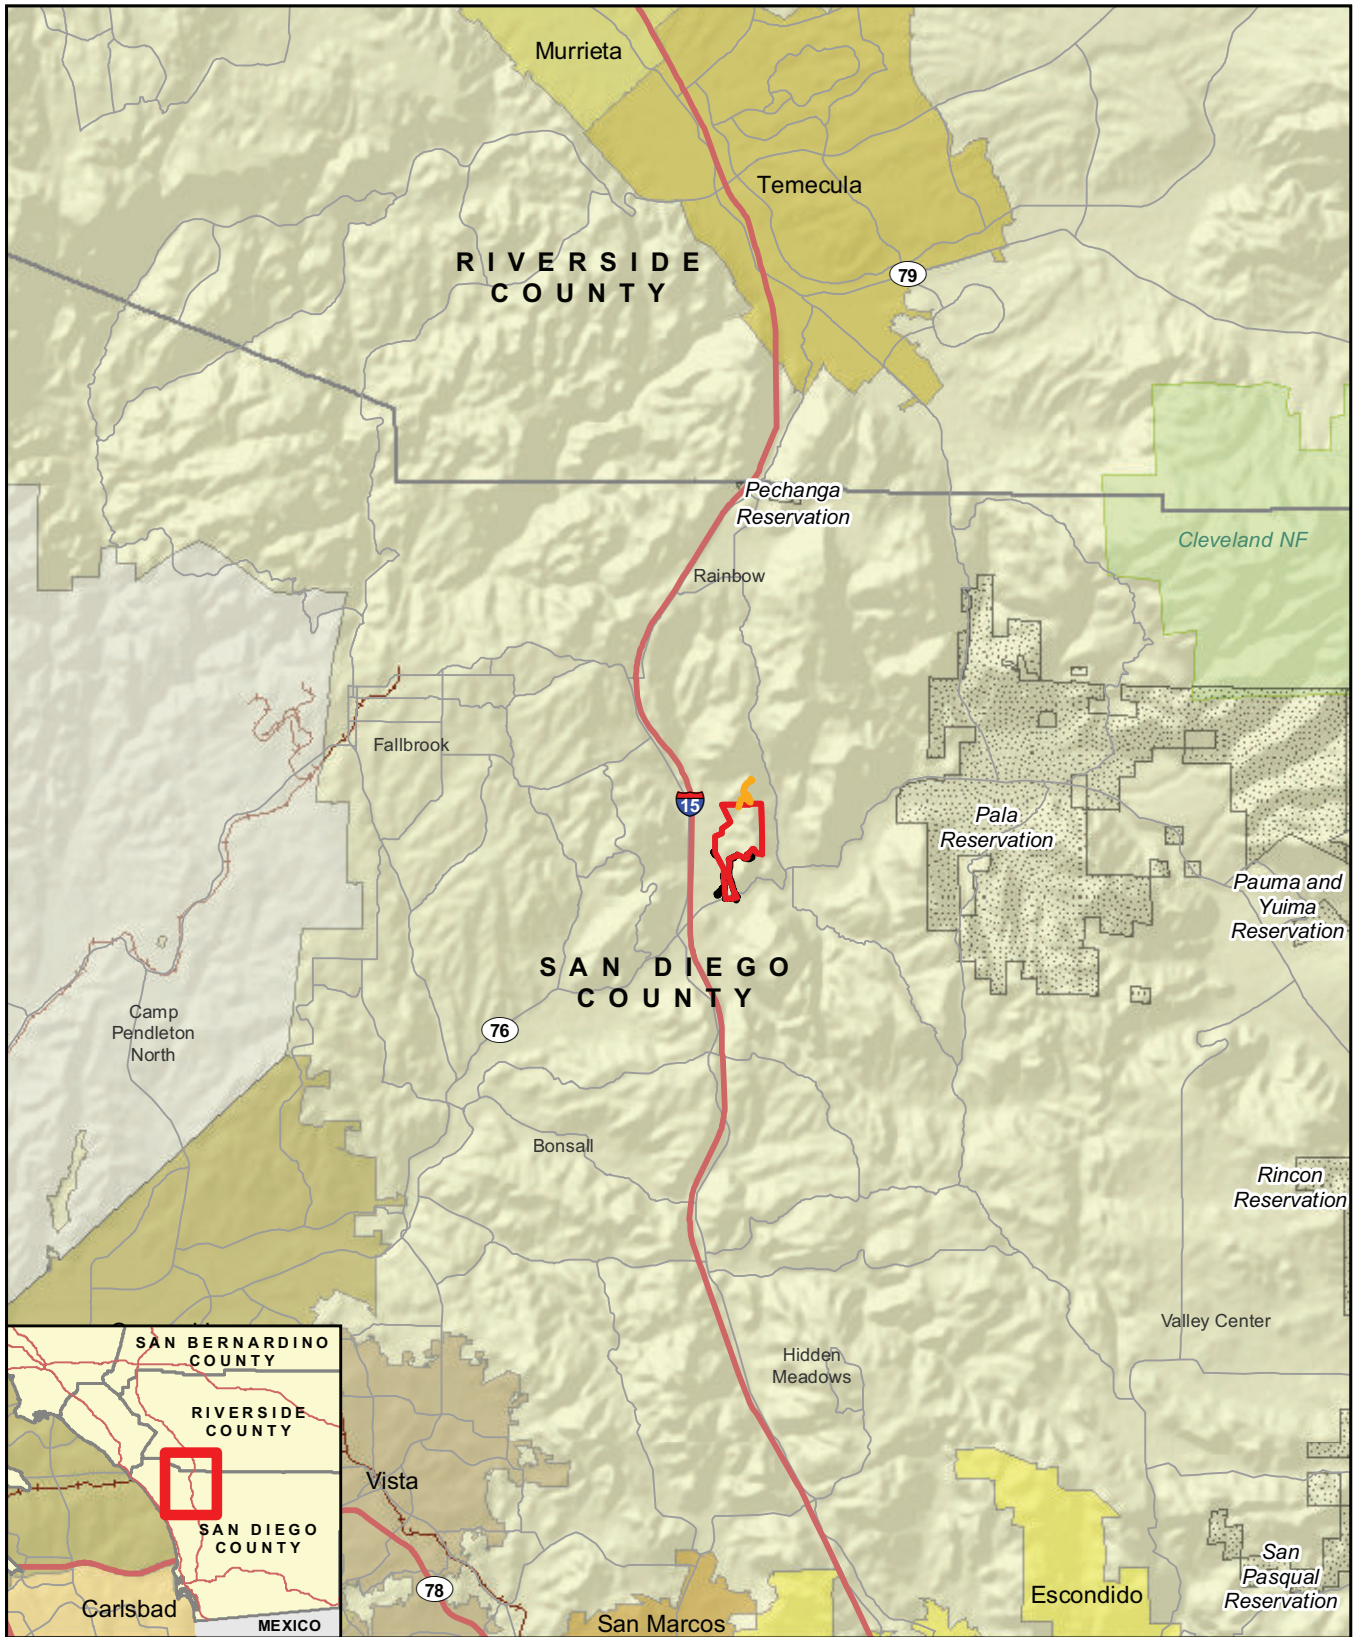 Murrieta
Temecula
RIVERSIDE
COUNTY
79
Pechanga
Reservation
Cleveland NF
Rainbow
Fallbrook
15
Pala
Reservation
Pauma and
Yuima
Reservation
SAN DIEGO
COUNTY
Camp
Pendleton
North
76
Bonsall
Rincon
Reservation
Valley Center
Hidden
Meadows
SAN BERNARDINO
COUNTY
RIVERSIDE
COUNTY
SAN DIEGO
COUNTY
MEXICO
Carlsbad
Vista
78
San Marcos
Escondido
San
Pasqual
Reservation